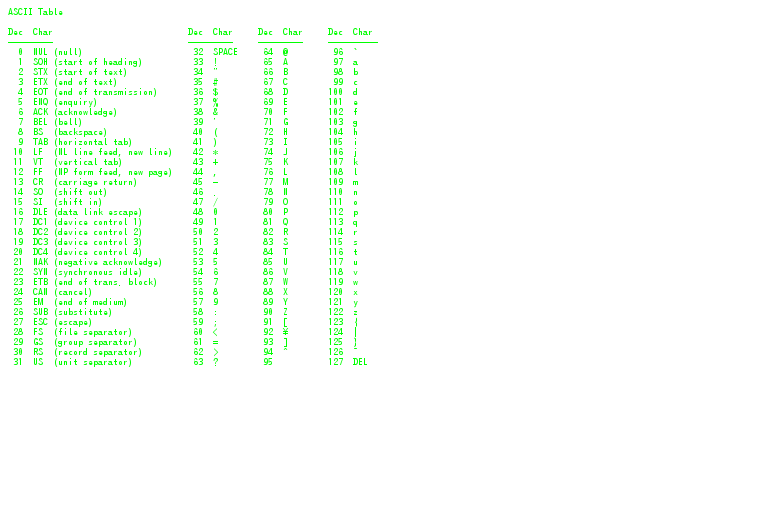 ASCII Table
Dec Char Dec Char Dec Char Dec Char
0 NUL (null) 32 SPACE 64 @ 96 `
1 SOH (start of heading) 33 ! 65 A 97 a
2 STX (start of text) 34 " 66 B 98 b
3 ETX (end of text) 35 # 67 C 99 c
4 EOT (end of transmission) 36 $ 68 D 100 d
5 ENQ (enquiry) 37 % 69 E 101 e
6 ACK (acknowledge) 38 & 70 F 102 f
7 BEL (bell) 39 ' 71 G 103 g
8 BS (backspace) 40 ( 72 H 104 h
9 TAB (horizontal tab) 41 ) 73 I 105 i
10 LF (NL line feed, new line) 42 * 74 J 106 j
11 VT (vertical tab) 43 + 75 K 107 k
12 FF (NP form feed, new page) 44 , 76 L 108 l
13 CR (carriage return) 45 - 77 M 109 m
14 SO (shift out) 46 . 78 N 110 n
15 SI (shift in) 47 / 79 O 111 o
16 DLE (data link escape) 48 0 80 P 112 p
17 DC1 (device control 1) 49 1 81 Q 113 q
18 DC2 (device control 2) 50 2 82 R 114 r
19 DC3 (device control 3) 51 3 83 S 115 s
20 DC4 (device control 4) 52 4 84 T 116 t
21 NAK (negative acknowledge) 53 5 85 U 117 u
22 SYN (synchronous idle) 54 6 86 V 118 v
23 ETB (end of trans. block) 55 7 87 W 119 w
24 CAN (cancel) 56 8 88 X 120 x
25 EM (end of medium) 57 9 89 Y 121 y
26 SUB (substitute) 58 : 90 Z 122 z
27 ESC (escape) 59 ; 91 [ 123 {
28 FS (file separator) 60 < 92 ¥ 124 |
29 GS (group separator) 61 = 93 ] 125 }
30 RS (record separator) 62 > 94 ^ 126 ~
31 US (unit separator) 63 ? 95 127 DEL